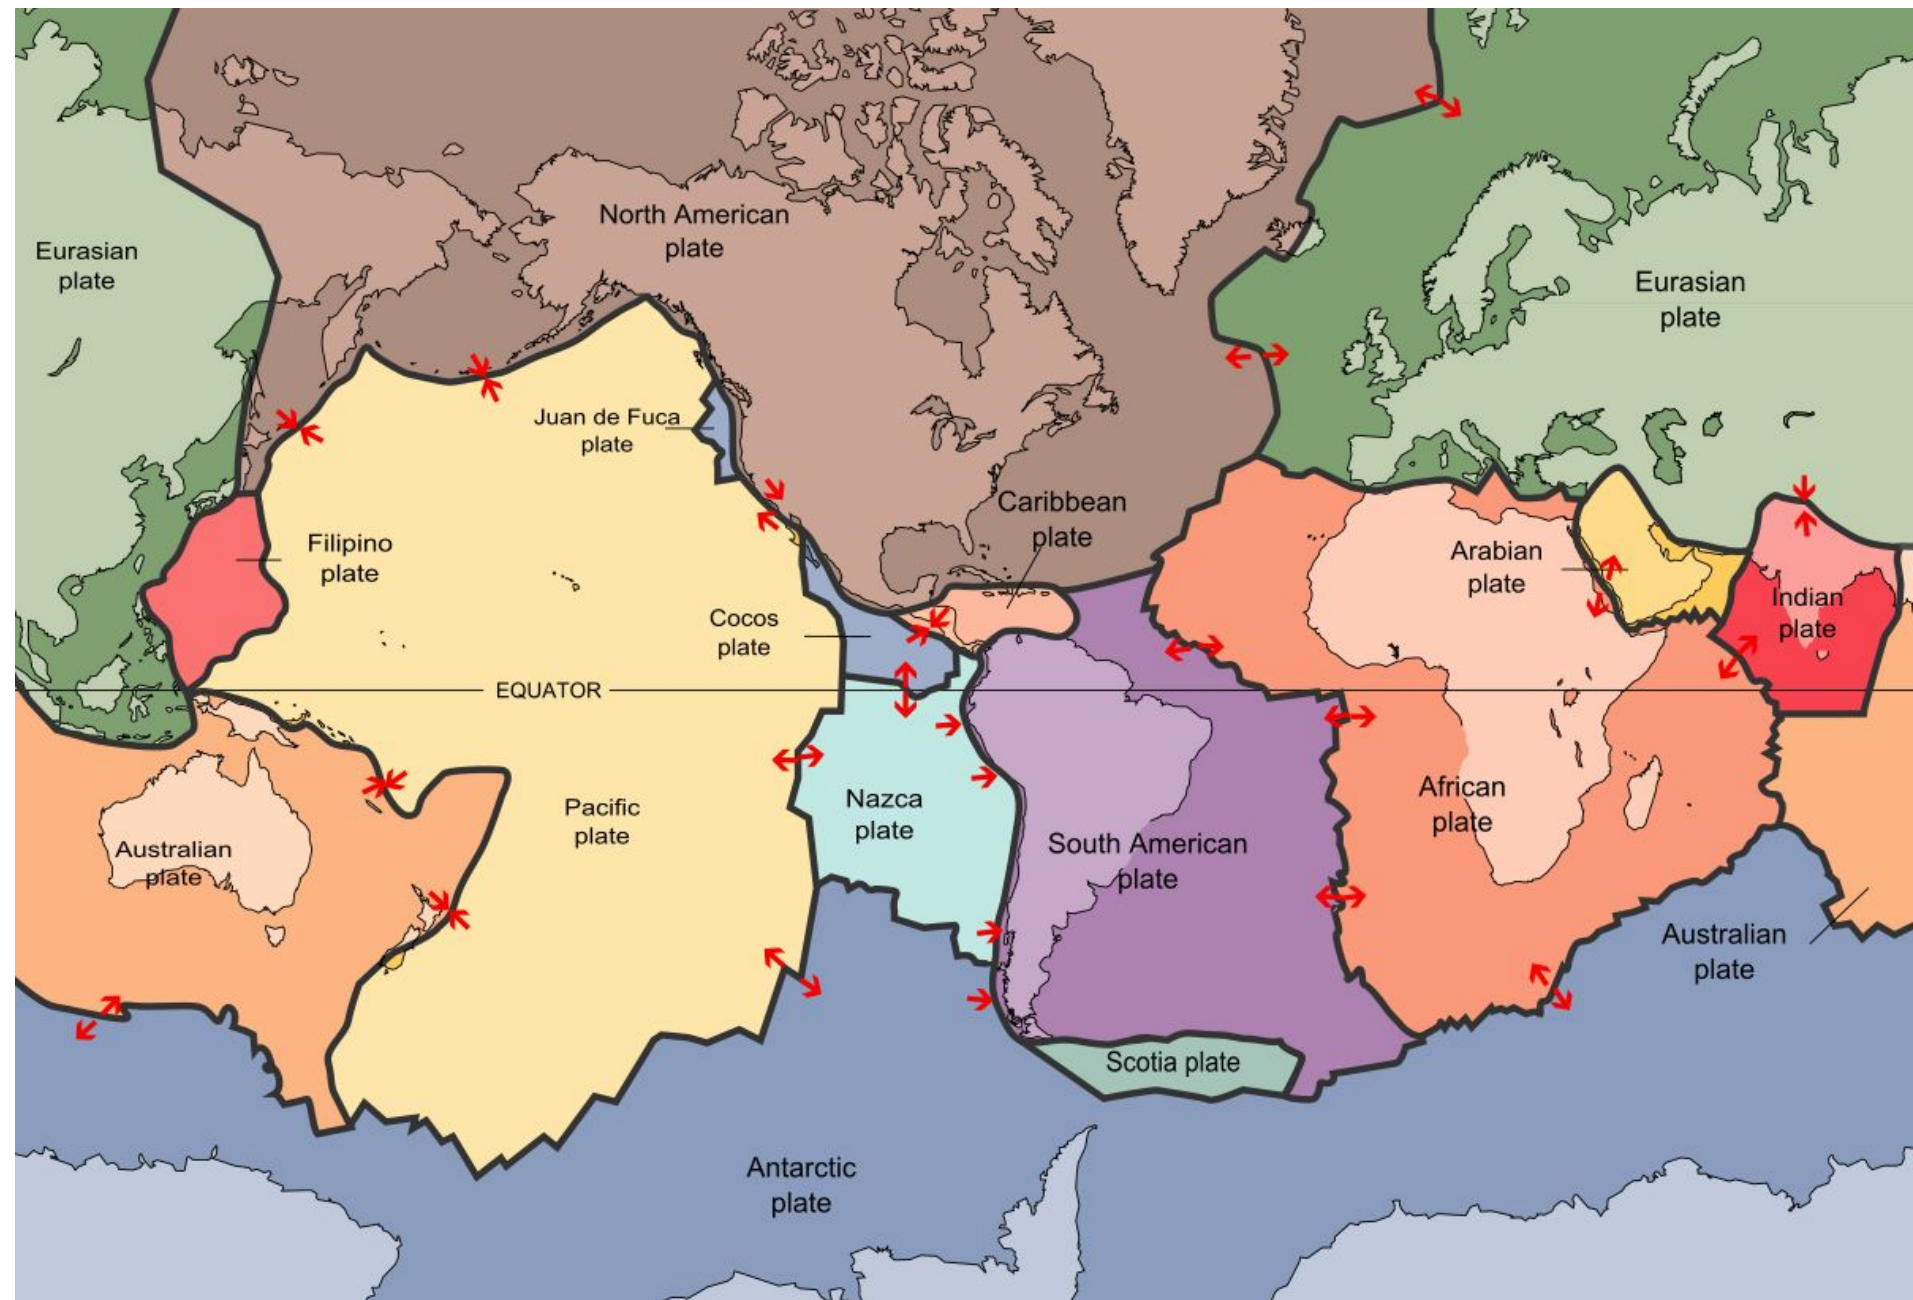 North American
plate
Eurasian
plate
Eurasian
plate
Juan de Fuca
plate
Caribbean
plate
Filipino
plate
Arabian
plate
Indian
plate
Cocos
plate
EQUATOR
Pacific
plate
Nazca
plate
African
plate
South American
plate
Australian
plate
Australian
plate
Scotia plate
Antarctic
plate